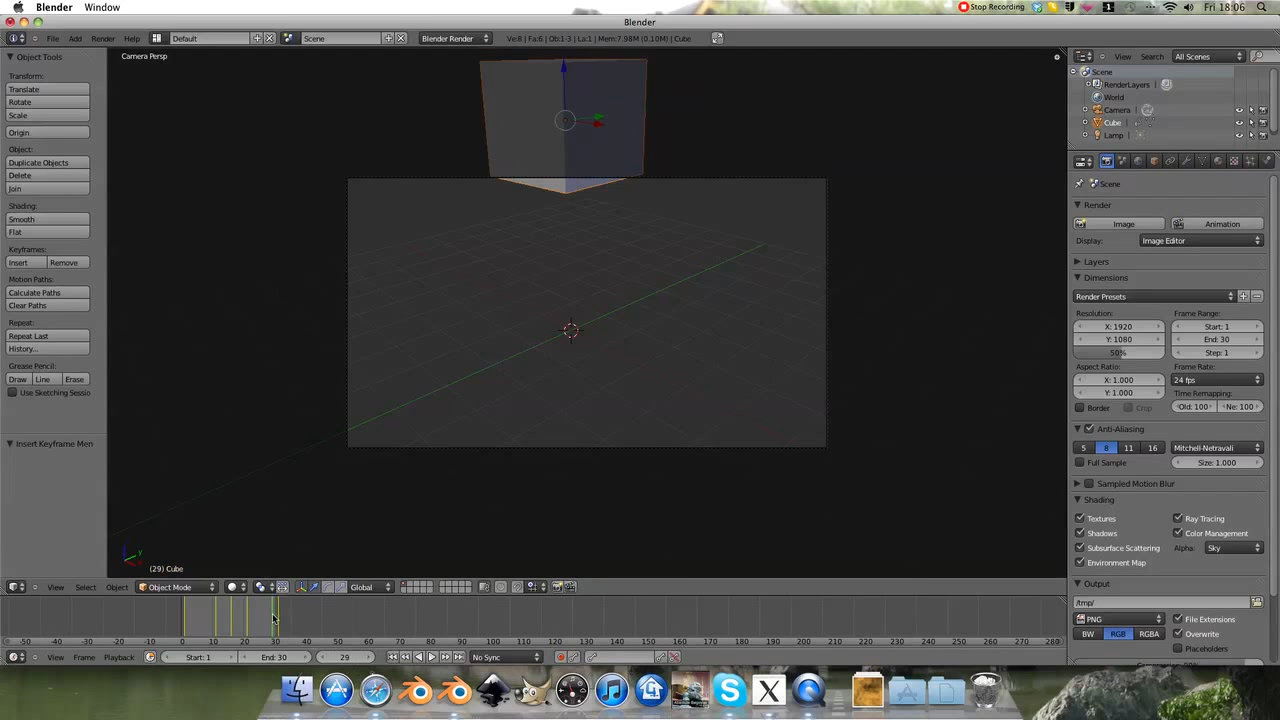 Blender Window
Stop Recording
Fri 18:06
Blender
File Add Render Help
Default
Scene
Blender Render
Ve:8 | Fa:6 | Ob:1-3 | La:1 | Mem:7.98M (0.10M) | Cube
View Search All Scenes
Object Tools
Camera Persp
Transform:
Translate
Rotate
Scale
Origin
Object:
Duplicate Objects
Delete
Join
Shading:
Smooth
Flat
Keyframes:
Insert Remove
Motion Paths:
Calculate Paths
Clear Paths
Repeat:
Repeat Last
History...
Grease Pencil:
Draw Line Erase
Use Sketching Sessio
Insert Keyframe Men
(29) Cube
Scene
RenderLayers
World
Camera
Cube
Lamp
Scene
Render
Image Animation
Display: Image Editor
Layers
Dimensions
Render Presets
Resolution: Frame Range:
X: 1920 Start: 1
Y: 1080 End: 30
50% Step: 1
Aspect Ratio: Frame Rate:
X: 1.000 24 fps
Y: 1.000 Time Remapping:
Border Crop Old: 100 Ne: 100
Anti-Aliasing
5 8 11 16 Mitchell-Netravali
Full Sample Size: 1.000
Sampled Motion Blur
Shading
Textures Ray Tracing
Shadows Color Management
Subsurface Scattering Alpha: Sky
Environment Map
Output
/tmp/
PNG File Extensions
BW RGB RGBA Overwrite
Placeholders
View Select Object Object Mode Global
-50 -40 -30 -20 -10 0 10 20 30 40 50 60 70 80 90 100 110 120 130 140 150 160 170 180 190 200 210 220 230 240 250 260 270 280
View Frame Playback Start: 1 End: 30 29 No Sync